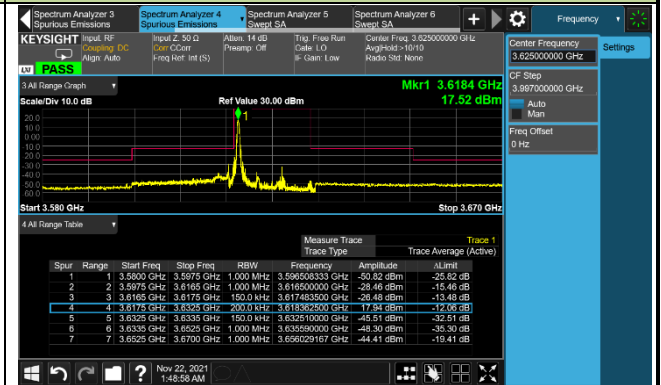 Spectrum Analyzer 3
Spurious Emissions
Spectrum Analyzer 4
Spurious Emissions
Spectrum Analyzer 5
Swept SA
Spectrum Analyzer 6
Swept SA
+
Frequency
KEYSIGHT
Input: RF
Coupling: DC
Align: Auto
Input Z: 50 Ω
Corr CCorr
Freq Ref: Int (S)
Atten: 14 dB
Preamp: Off
Trig: Free Run
Gate: LO
IF Gain: Low
Center Freq: 3.625000000 GHz
Avg|Hold:>10/10
Radio Std: None
LXI PASS
Center Frequency
3.625000000 GHz
Settings
CF Step
3.997000000 GHz
Auto
Man
Freq Offset
0 Hz
3 All Range Graph
Mkr1 3.6184 GHz
Scale/Div 10.0 dB
Ref Value 30.00 dBm
17.52 dBm
1
20.0
10.0
0.00
-10.0
-20.0
-30.0
-40.0
-50.0
-60.0
Start 3.580 GHz
Stop 3.670 GHz
4 All Range Table
Measure Trace Trace 1
Trace Type Trace Average (Active)
Spur Range Start Freq Stop Freq RBW Frequency Amplitude ΔLimit
1 1 3.5800 GHz 3.5975 GHz 1.000 MHz 3.596508333 GHz -50.82 dBm -25.82 dB
2 2 3.5975 GHz 3.6165 GHz 1.000 MHz 3.616500000 GHz -28.46 dBm -15.46 dB
3 3 3.6165 GHz 3.6175 GHz 150.0 kHz 3.617483500 GHz -26.48 dBm -13.48 dB
4 4 3.6175 GHz 3.6325 GHz 200.0 kHz 3.618362500 GHz 17.94 dBm -12.06 dB
5 5 3.6325 GHz 3.6335 GHz 150.0 kHz 3.632510000 GHz -45.51 dBm -32.51 dB
6 6 3.6335 GHz 3.6525 GHz 1.000 MHz 3.635590000 GHz -48.30 dBm -35.30 dB
7 7 3.6525 GHz 3.6700 GHz 1.000 MHz 3.656029167 GHz -44.41 dBm -19.41 dB
?
Nov 22, 2021
1:48:58 AM